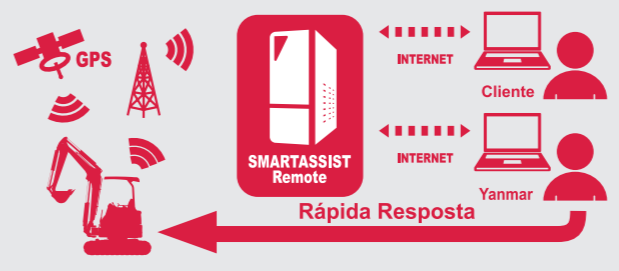 GPS
INTERNET
Cliente
SMARTASSIST
Remote
INTERNET
Yanmar
Rápida Resposta